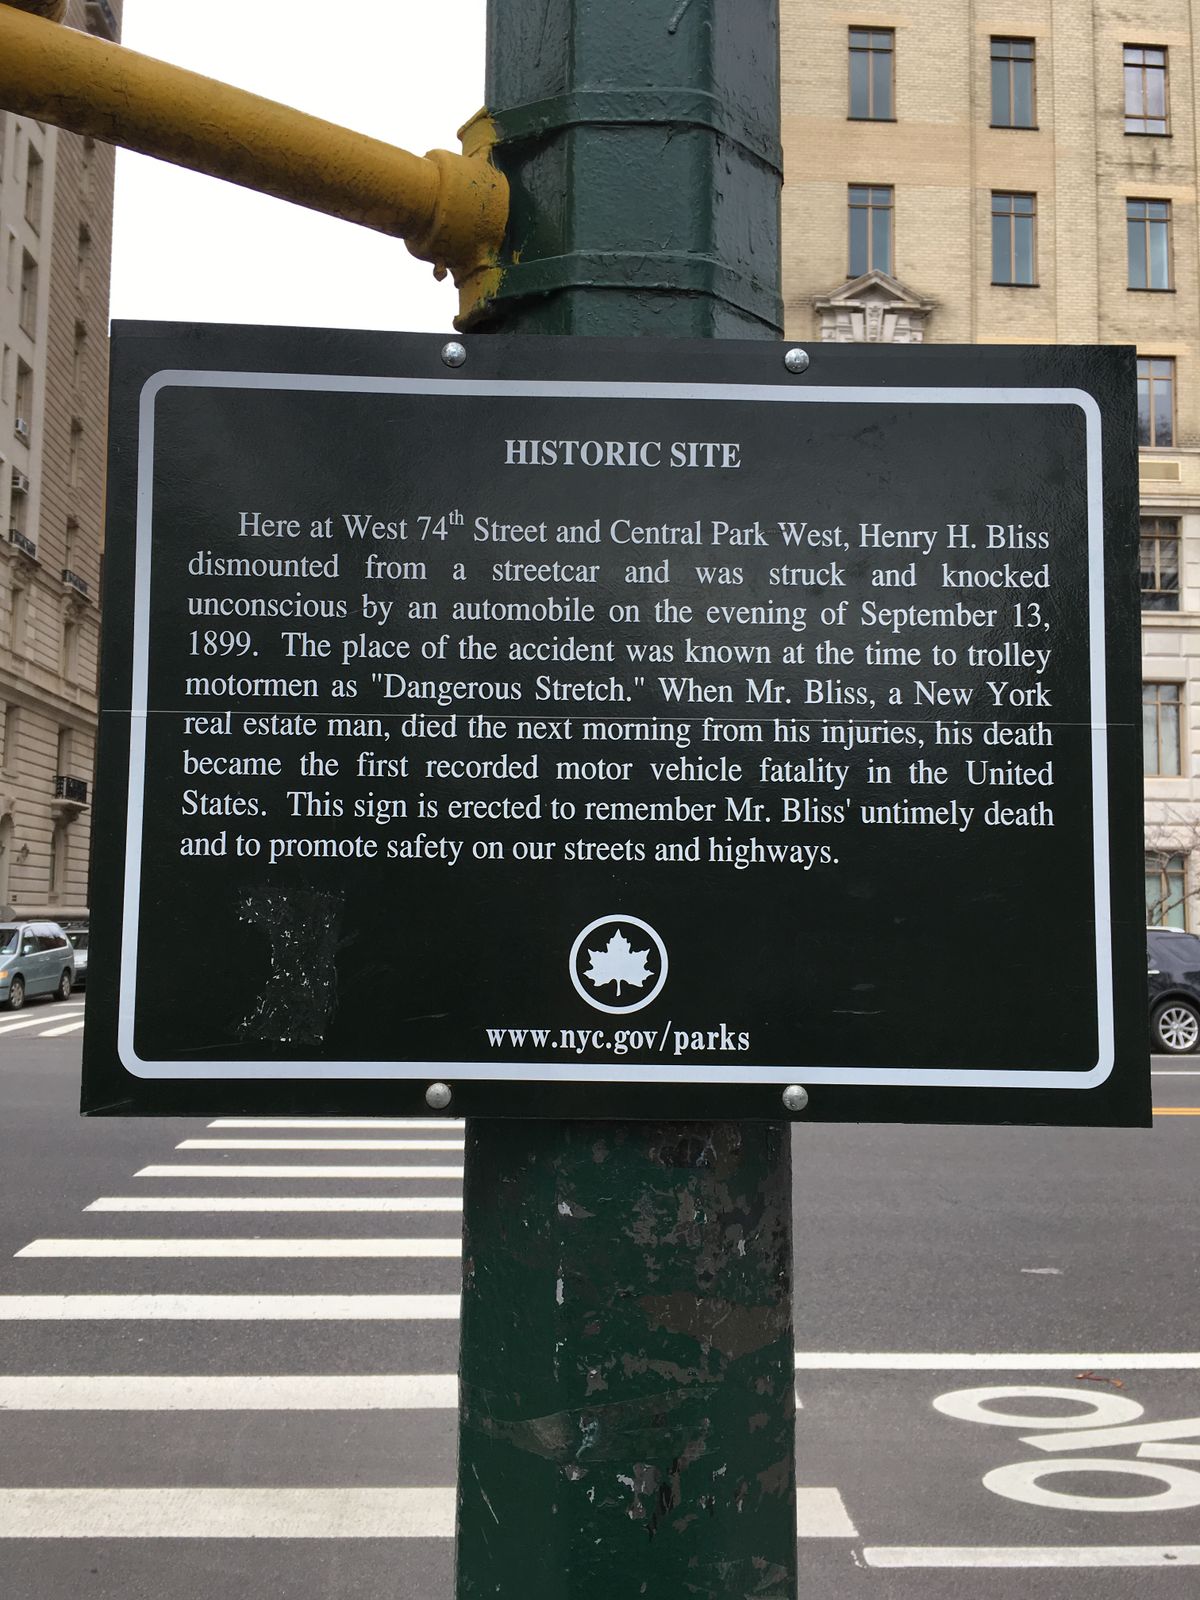 HISTORIC SITE
Here at West 74th Street and Central Park West, Henry H. Bliss
dismounted from a streetcar and was struck and knocked
unconscious by an automobile on the evening of September 13,
1899. The place of the accident was known at the time to trolley
motormen as "Dangerous Stretch." When Mr. Bliss, a New York
real estate man, died the next morning from his injuries, his death
became the first recorded motor vehicle fatality in the United
States. This sign is erected to remember Mr. Bliss' untimely death
and to promote safety on our streets and highways.
www.nyc.gov/parks